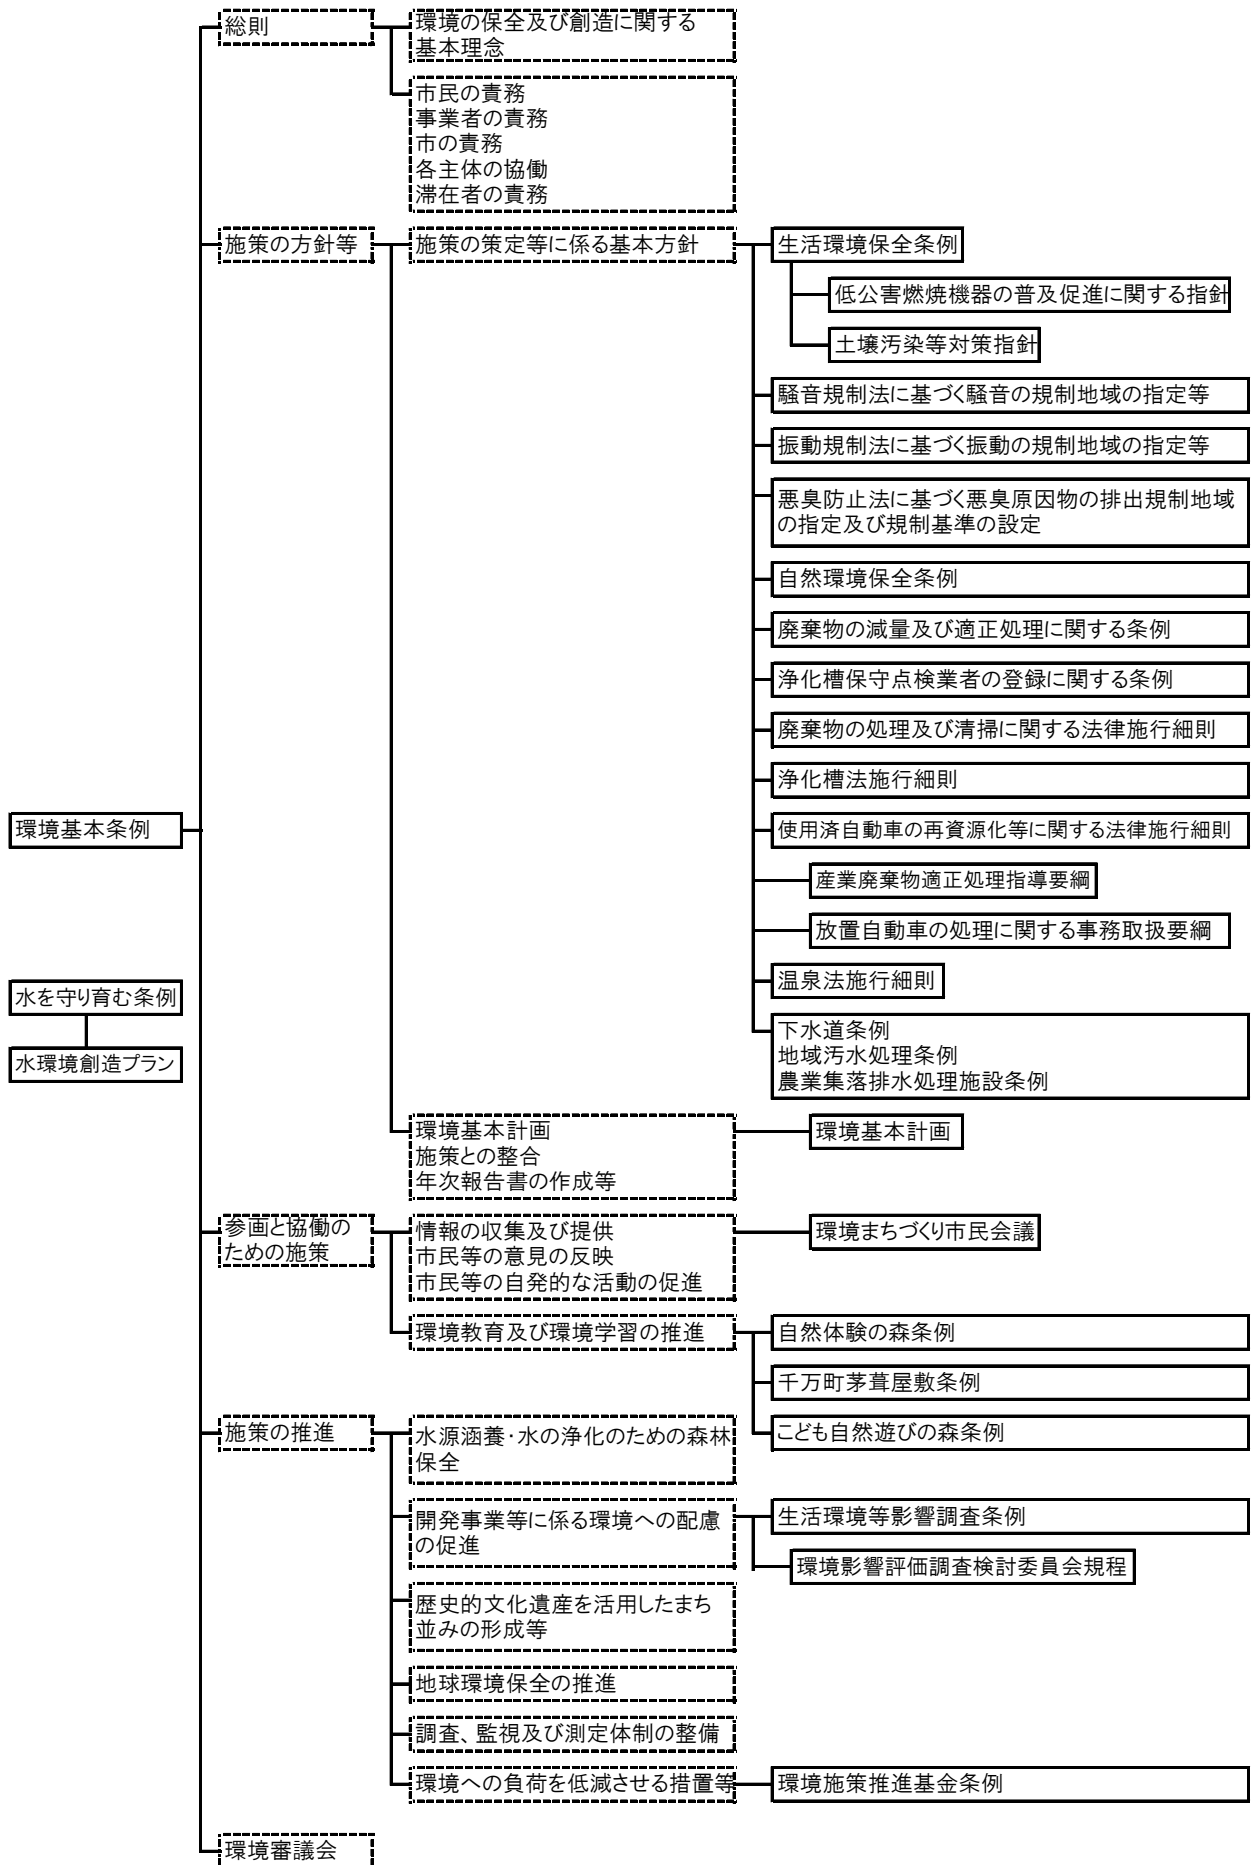 総則
環境の保全及び創造に関する
基本理念
市民の責務
事業者の責務
市の責務
各主体の協働
滞在者の責務
施策の方針等
施策の策定等に係る基本方針
生活環境保全条例
低公害燃焼機器の普及促進に関する指針
土壌汚染等対策指針
騒音規制法に基づく騒音の規制地域の指定等
振動規制法に基づく振動の規制地域の指定等
悪臭防止法に基づく悪臭原因物の排出規制地域
の指定及び規制基準の設定
自然環境保全条例
廃棄物の減量及び適正処理に関する条例
浄化槽保守点検業者の登録に関する条例
廃棄物の処理及び清掃に関する法律施行細則
浄化槽法施行細則
環境基本条例
使用済自動車の再資源化等に関する法律施行細則
産業廃棄物適正処理指導要綱
放置自動車の処理に関する事務取扱要綱
水を守り育む条例
温泉法施行細則
水環境創造プラン
下水道条例
地域汚水処理条例
農業集落排水処理施設条例
環境基本計画
施策との整合
年次報告書の作成等
環境基本計画
参画と協働の
ための施策
情報の収集及び提供
市民等の意見の反映
市民等の自発的な活動の促進
環境まちづくり市民会議
環境教育及び環境学習の推進
自然体験の森条例
千万町茅葺屋敷条例
こども自然遊びの森条例
施策の推進
水源涵養・水の浄化のための森林
保全
開発事業等に係る環境への配慮
の促進
生活環境等影響調査条例
環境影響評価調査検討委員会規程
歴史的文化遺産を活用したまち
並みの形成等
地球環境保全の推進
調査、監視及び測定体制の整備
環境への負荷を低減させる措置等
環境施策推進基金条例
環境審議会